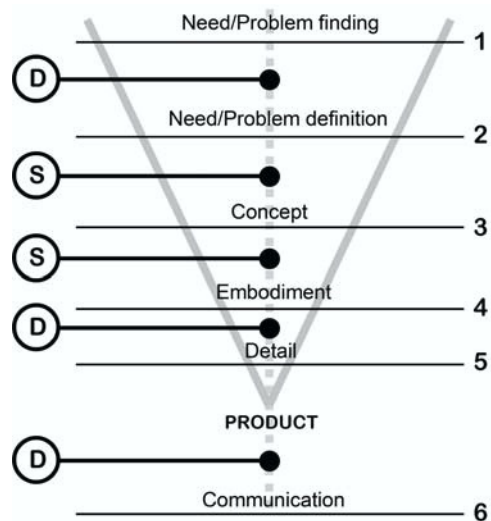 Need/Problem finding
1
D
Need/Problem definition
2
S
Concept
3
S
Embodiment
4
D
Detail
5
PRODUCT
D
Communication
6